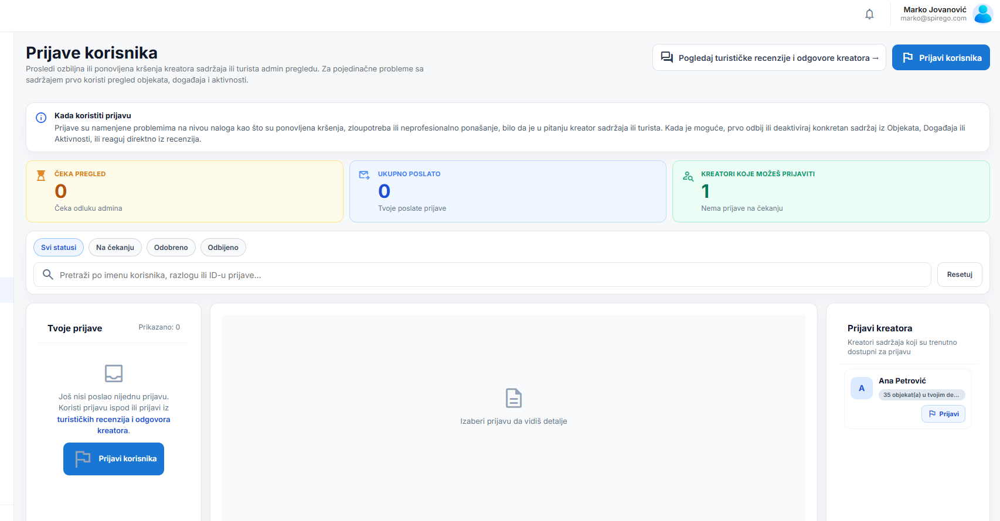 Marko Jovanović
marko@spirego.com
Prijave korisnika
Prosledi ozbiljna ili ponovljena kršenja kreatora sadržaja ili turista admin pregledu. Za pojedinačne probleme sa
sadržajem prvo koristi pregled objekata, događaja i aktivnosti.
Pogledaj turističke recenzije i odgovore kreatora →
Prijavi korisnika
Kada koristiti prijavu
Prijave su namenjene problemima na nivou naloga kao što su ponovljena kršenja, zloupotreba ili neprofesionalno ponašanje, bilo da je u pitanju kreator sadržaja ili turista. Kada je moguće, prvo odbij ili deaktiviraj konkretan sadržaj iz Objekata, Događaja ili
Aktivnosti, ili reaguj direktno iz recenzija.
ČEKA PREGLED
0
Čeka odluku admina
UKUPNO POSLATO
0
Tvoje poslate prijave
KREATORI KOJE MOŽEŠ PRIJAVITI
1
Nema prijave na čekanju
Svi statusi
Na čekanju
Odobreno
Odbijeno
Pretraži po imenu korisnika, razlogu ili ID-u prijave...
Resetuj
Tvoje prijave
Prikazano: 0
Još nisi poslao nijednu prijavu.
Koristi prijavu ispod ili prijavi iz
turističkih recenzija i odgovora
kreatora.
Prijavi korisnika
Izaberi prijavu da vidiš detalje
Prijavi kreatora
Kreatori sadržaja koji su trenutno
dostupni za prijavu
A
Ana Petrović
35 objekat(a) u tvojim de...
Prijavi